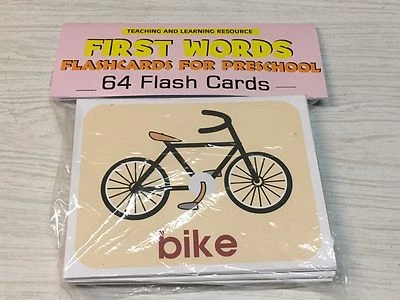 TEACHING AND LEARNING RESOURCE
FIRST WORDS
FLASHCARDS FOR PRESCHOOL
64 Flash Cards
bike